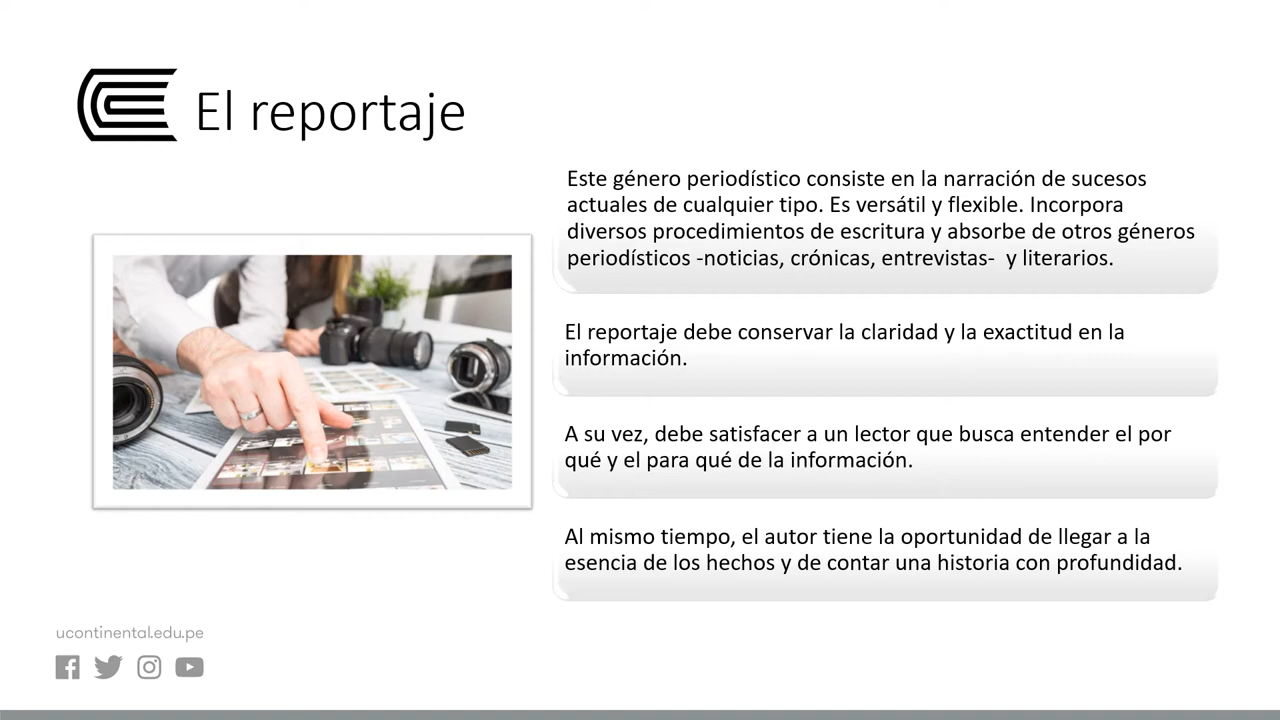 El reportaje
Este género periodístico consiste en la narración de sucesos
actuales de cualquier tipo. Es versátil y flexible. Incorpora
diversos procedimientos de escritura y absorbe de otros géneros
periodísticos -noticias, crónicas, entrevistas-  y literarios.
El reportaje debe conservar la claridad y la exactitud en la
información.
A su vez, debe satisfacer a un lector que busca entender el por
qué y el para qué de la información.
Al mismo tiempo, el autor tiene la oportunidad de llegar a la
esencia de los hechos y de contar una historia con profundidad.
ucontinental.edu.pe